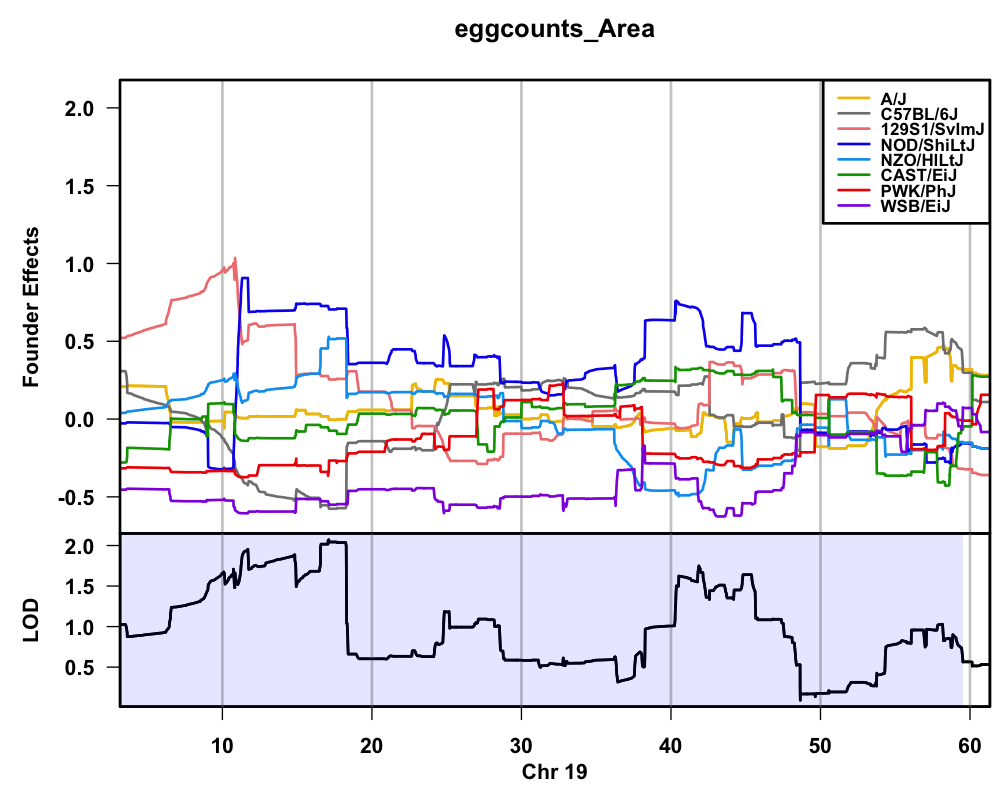 eggcounts_Area
Founder Effects
2.0
1.5
1.0
0.5
0.0
-0.5
A/J
C57BL/6J
129S1/SvImJ
NOD/ShiLtJ
NZO/HlLtJ
CAST/EiJ
PWK/PhJ
WSB/EiJ
LOD
2.0
1.5
1.0
0.5
10 20 30 40 50 60
Chr 19